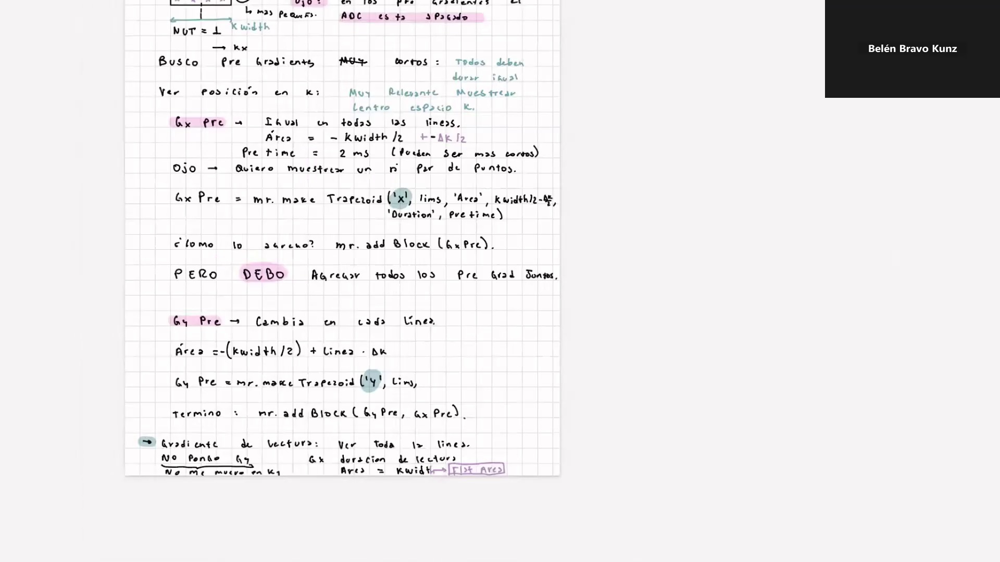 Ojo: en los pre Gradientes el
↳ mas pequeño. ADC esta apagado
Kwidth
NUT = 1
→ Kx
Busco Pre Gradientes Muy cortos: Todos deben
durar igual
Ver posición en K: Muy Relevante Muestrear
Centro espacio K.
Gx Pre → Igual en todas las lineas.
Área = - Kwidth/2 + - ΔK/2
Pre time = 2 ms (Pueden ser mas cortos)
Ojo → Quiero muestrear un n° par de puntos.
Gx Pre = mr. make Trapezoid ('x', lims, 'Area', Kwidth/2 - Δk/2,
'Duration', pre time)
¿Como lo agrego? mr. add Block (Gx Pre).
PERO DEBO Agregar todos los Pre Grad Juntos.
Gy Pre → Cambia en cada Línea.
Área = -(Kwidth/2) + Linea · ΔK
Gy Pre = mr. make Trapezoid ('y', Lims,
Termino: mr. add Block (Gy Pre, Gx Pre).
→ Gradiente de Lectura: Ver toda la linea.
No Pongo Gy Gx duracion de lectura
No me muevo en Ky Area = Kwidth → Flat Area
Belén Bravo Kunz